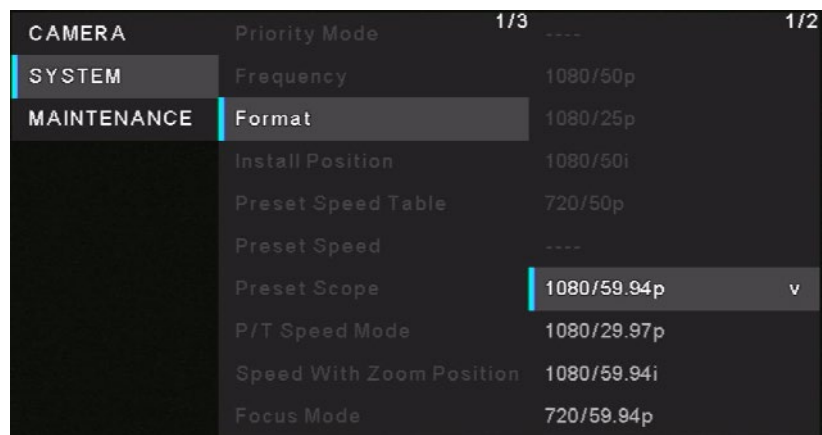 1/3 1/2
CAMERA Priority Mode ----
SYSTEM Frequency 1080/50p
MAINTENANCE Format 1080/25p
Install Position 1080/50i
Preset Speed Table 720/50p
Preset Speed ----
Preset Scope 1080/59.94p v
P/T Speed Mode 1080/29.97p
Speed With Zoom Position 1080/59.94i
Focus Mode 720/59.94p